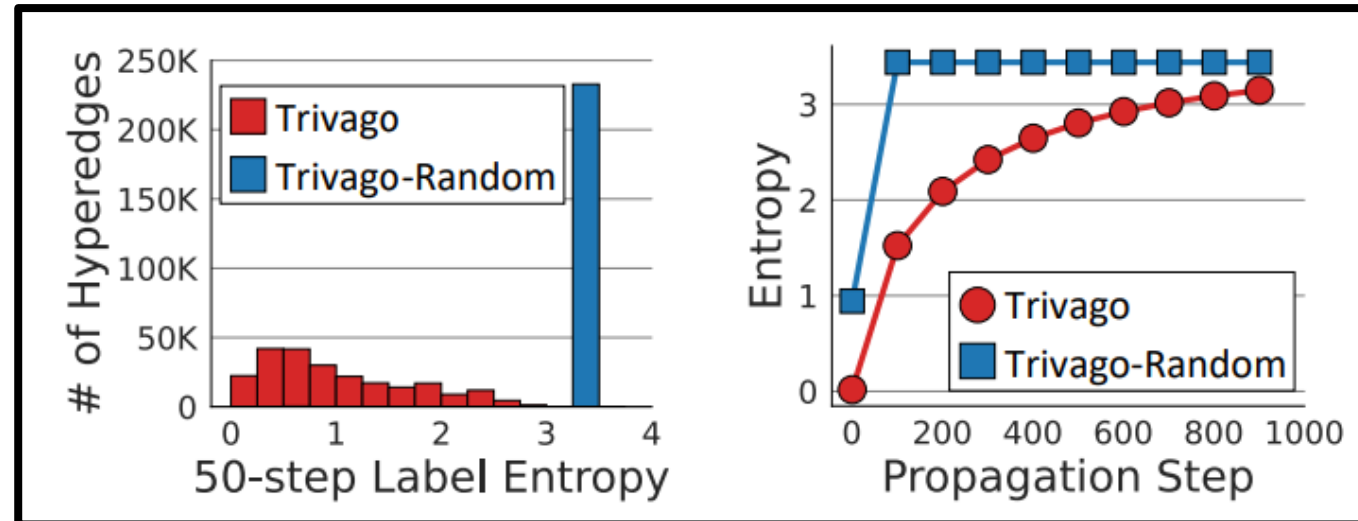 # of Hyperedges
250K
200K
150K
100K
50K
0
Trivago
Trivago-Random
0 1 2 3 4
50-step Label Entropy
Entropy
3
2
1
0
Trivago
Trivago-Random
0 200 400 600 800 1000
Propagation Step